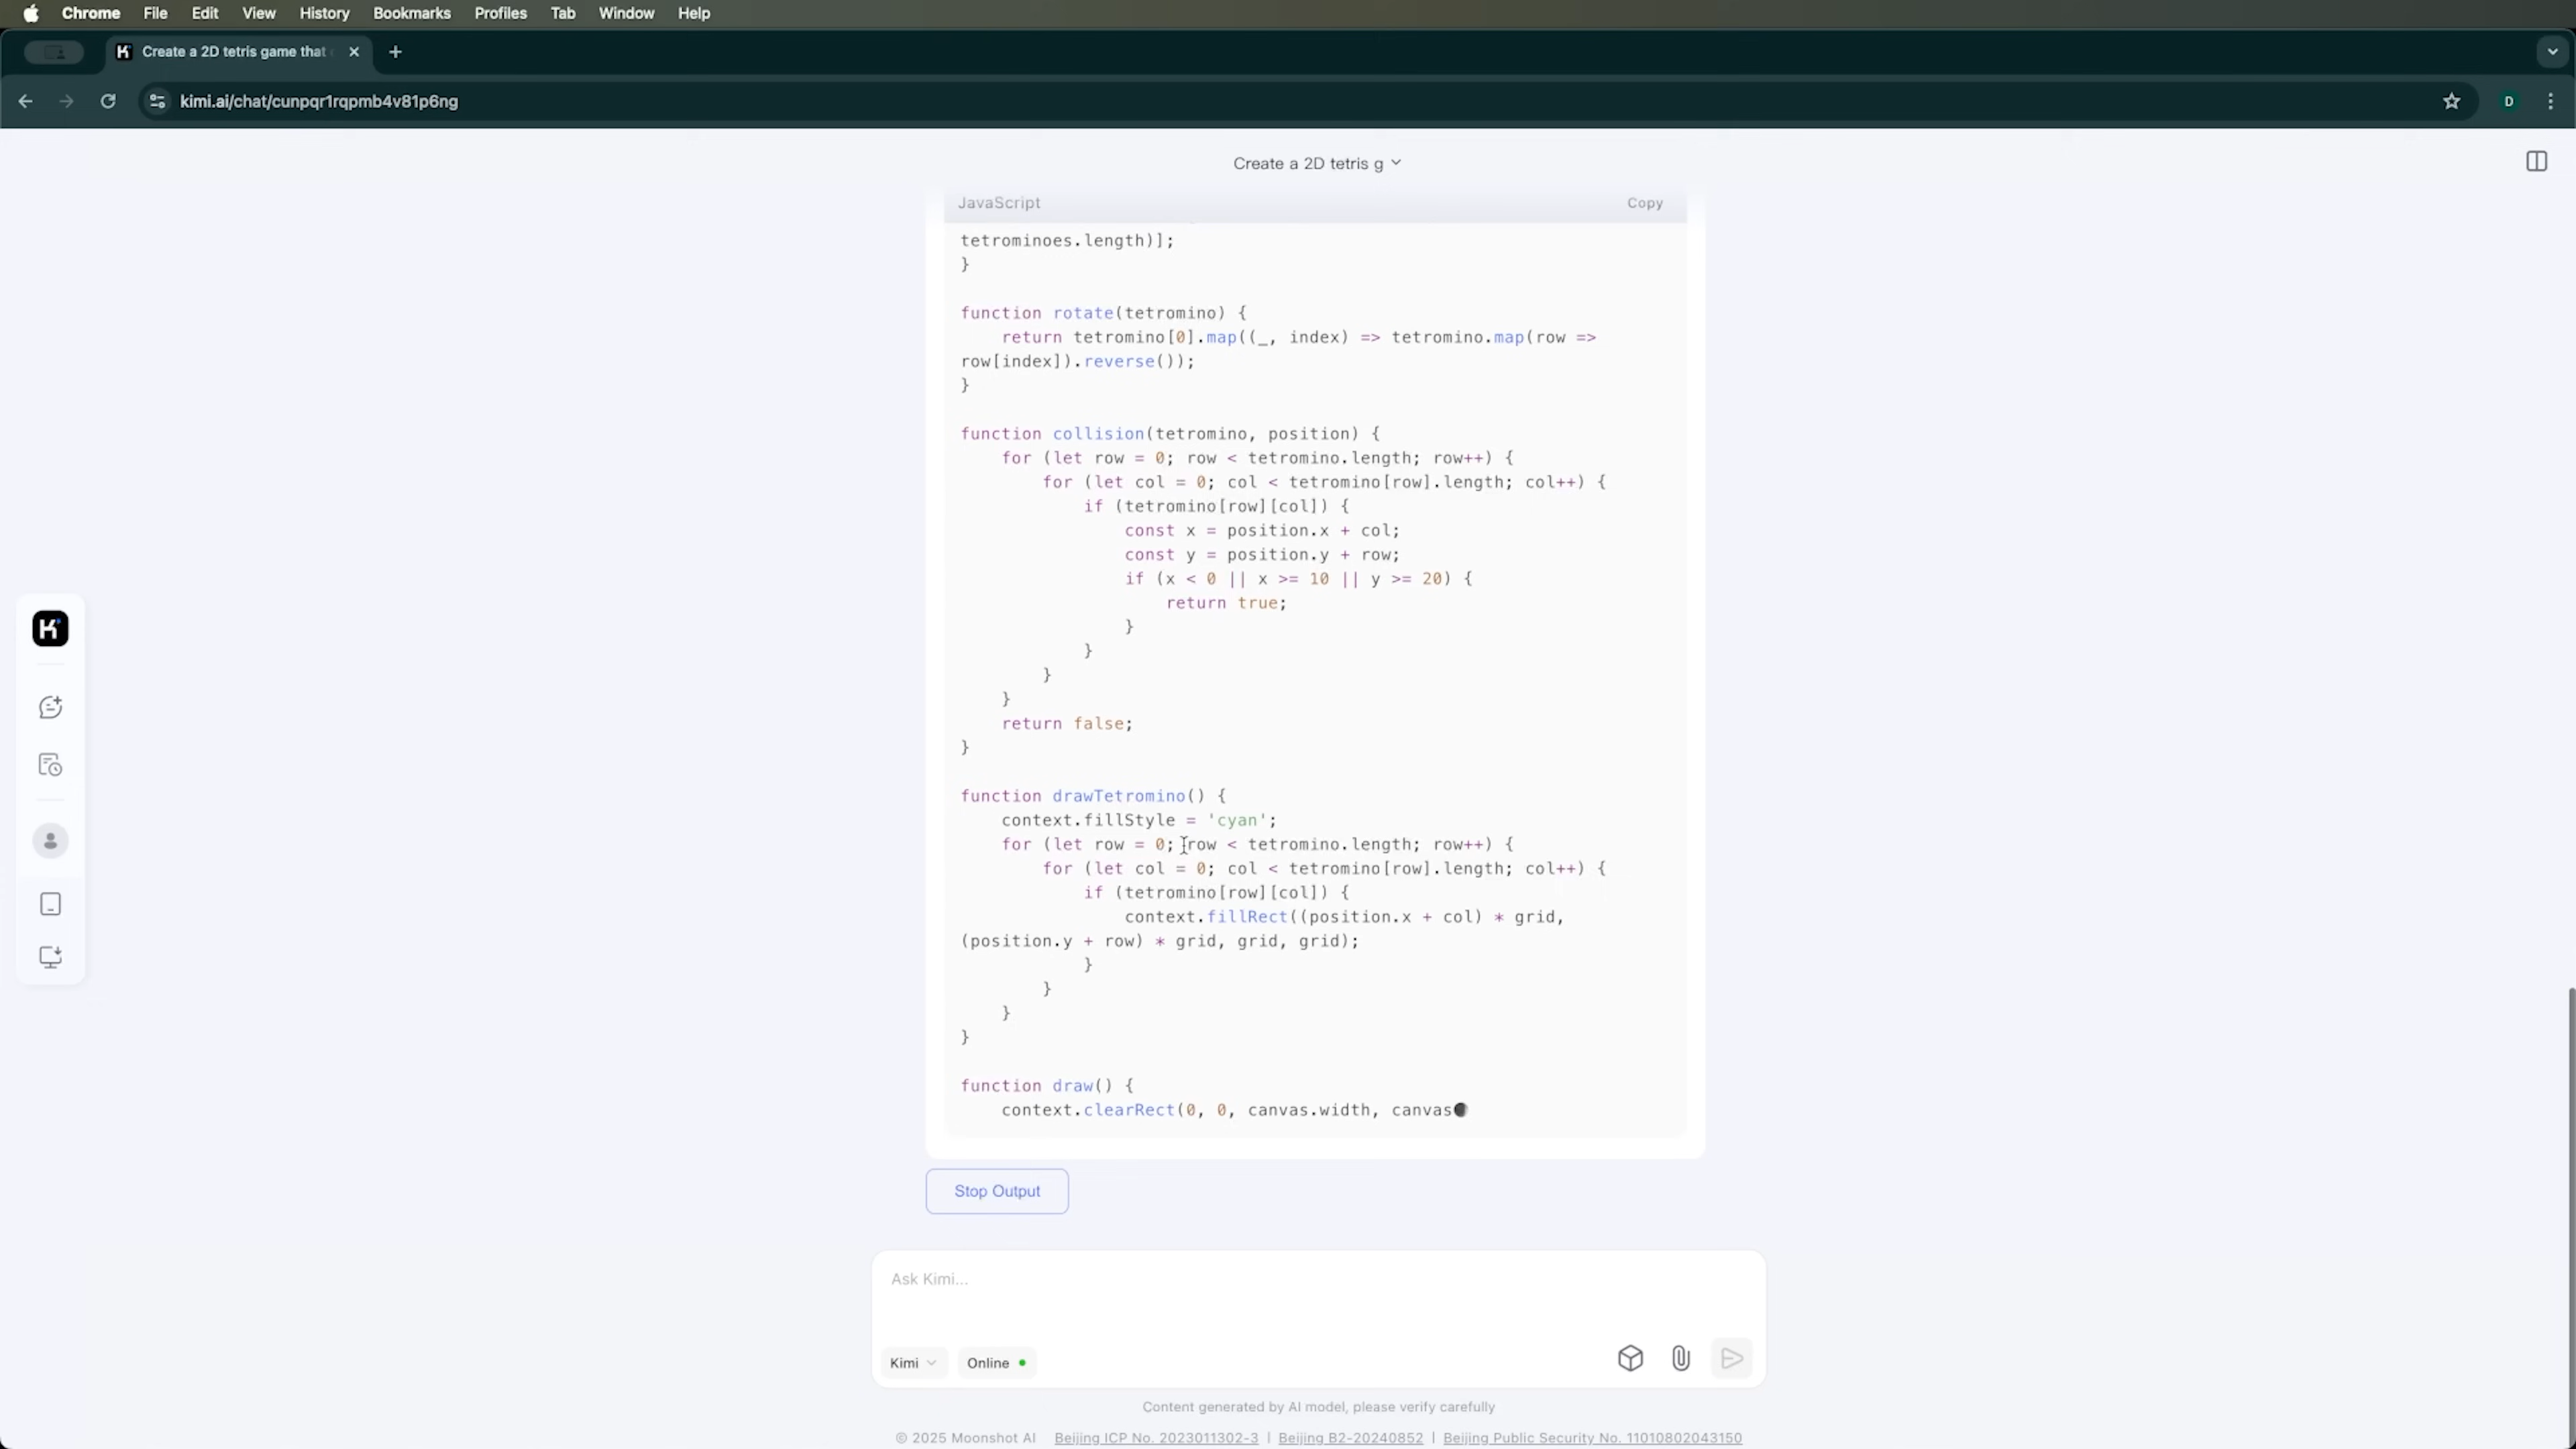 Chrome File Edit View History Bookmarks Profiles Tab Window Help
Create a 2D tetris game that
kimi.ai/chat/cunpqr1rqpmb4v81p6ng
D
Create a 2D tetris g
JavaScript Copy
tetrominoes.length)];
}
function rotate(tetromino) {
    return tetromino[0].map((_, index) => tetromino.map(row =>
row[index]).reverse());
}
function collision(tetromino, position) {
    for (let row = 0; row < tetromino.length; row++) {
        for (let col = 0; col < tetromino[row].length; col++) {
            if (tetromino[row][col]) {
                const x = position.x + col;
                const y = position.y + row;
                if (x < 0 || x >= 10 || y >= 20) {
                    return true;
                }
            }
        }
    }
    return false;
}
function drawTetromino() {
    context.fillStyle = 'cyan';
    for (let row = 0; row < tetromino.length; row++) {
        for (let col = 0; col < tetromino[row].length; col++) {
            if (tetromino[row][col]) {
                context.fillRect((position.x + col) * grid,
(position.y + row) * grid, grid, grid);
            }
        }
    }
}
function draw() {
    context.clearRect(0, 0, canvas.width, canvas
Stop Output
Ask Kimi...
Kimi Online
Content generated by AI model, please verify carefully
© 2025 Moonshot AI Beijing ICP No. 2023011302-3 | Beijing B2-20240852 | Beijing Public Security No. 11010802043150